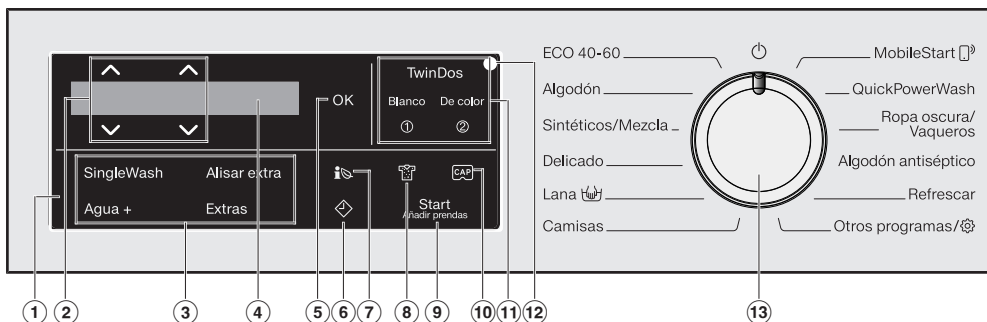 TwinDos
OK
Blanco De color
① ②
SingleWash Alisar extra
CAP
Agua + Extras
Start
Añadir prendas
ECO 40-60
Algodón
Sintéticos/Mezcla
Delicado
Lana
Camisas
MobileStart
QuickPowerWash
Ropa oscura/
Vaqueros
Algodón antiséptico
Refrescar
Otros programas/
① ② ③ ④ ⑤ ⑥ ⑦ ⑧ ⑨ ⑩ ⑪ ⑫ ⑬